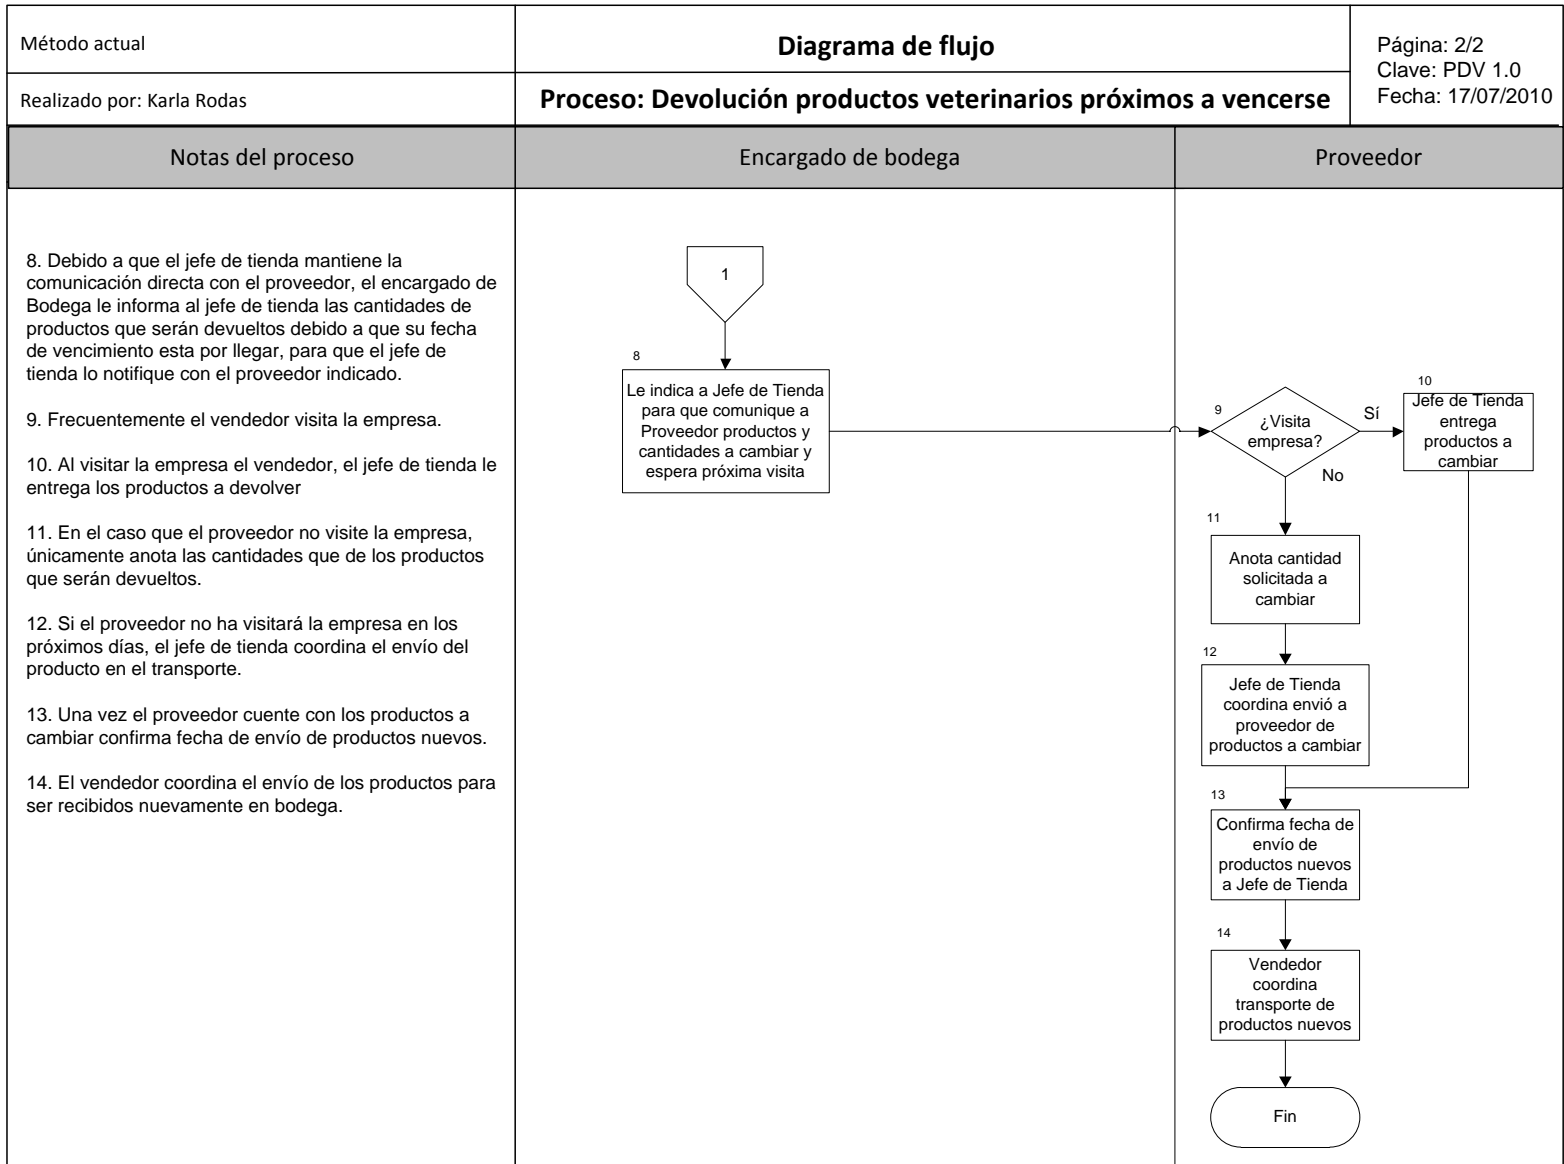 Método actual
Diagrama de flujo
Página: 2/2
Clave: PDV 1.0
Fecha: 17/07/2010
Realizado por: Karla Rodas
Proceso: Devolución productos veterinarios próximos a vencerse
Notas del proceso
Encargado de bodega
Proveedor
8. Debido a que el jefe de tienda mantiene la
comunicación directa con el proveedor, el encargado de
Bodega le informa al jefe de tienda las cantidades de
productos que serán devueltos debido a que su fecha
de vencimiento esta por llegar, para que el jefe de
tienda lo notifique con el proveedor indicado.
9. Frecuentemente el vendedor visita la empresa.
10. Al visitar la empresa el vendedor, el jefe de tienda le
entrega los productos a devolver
11. En el caso que el proveedor no visite la empresa,
únicamente anota las cantidades que de los productos
que serán devueltos.
12. Si el proveedor no ha visitará la empresa en los
próximos días, el jefe de tienda coordina el envío del
producto en el transporte.
13. Una vez el proveedor cuente con los productos a
cambiar confirma fecha de envío de productos nuevos.
14. El vendedor coordina el envío de los productos para
ser recibidos nuevamente en bodega.
1
8
Le indica a Jefe de Tienda
para que comunique a
Proveedor productos y
cantidades a cambiar y
espera próxima visita
9
¿Visita
empresa?
Sí
No
10
Jefe de Tienda
entrega
productos a
cambiar
11
Anota cantidad
solicitada a
cambiar
12
Jefe de Tienda
coordina envió a
proveedor de
productos a cambiar
13
Confirma fecha de
envío de
productos nuevos
a Jefe de Tienda
14
Vendedor
coordina
transporte de
productos nuevos
Fin